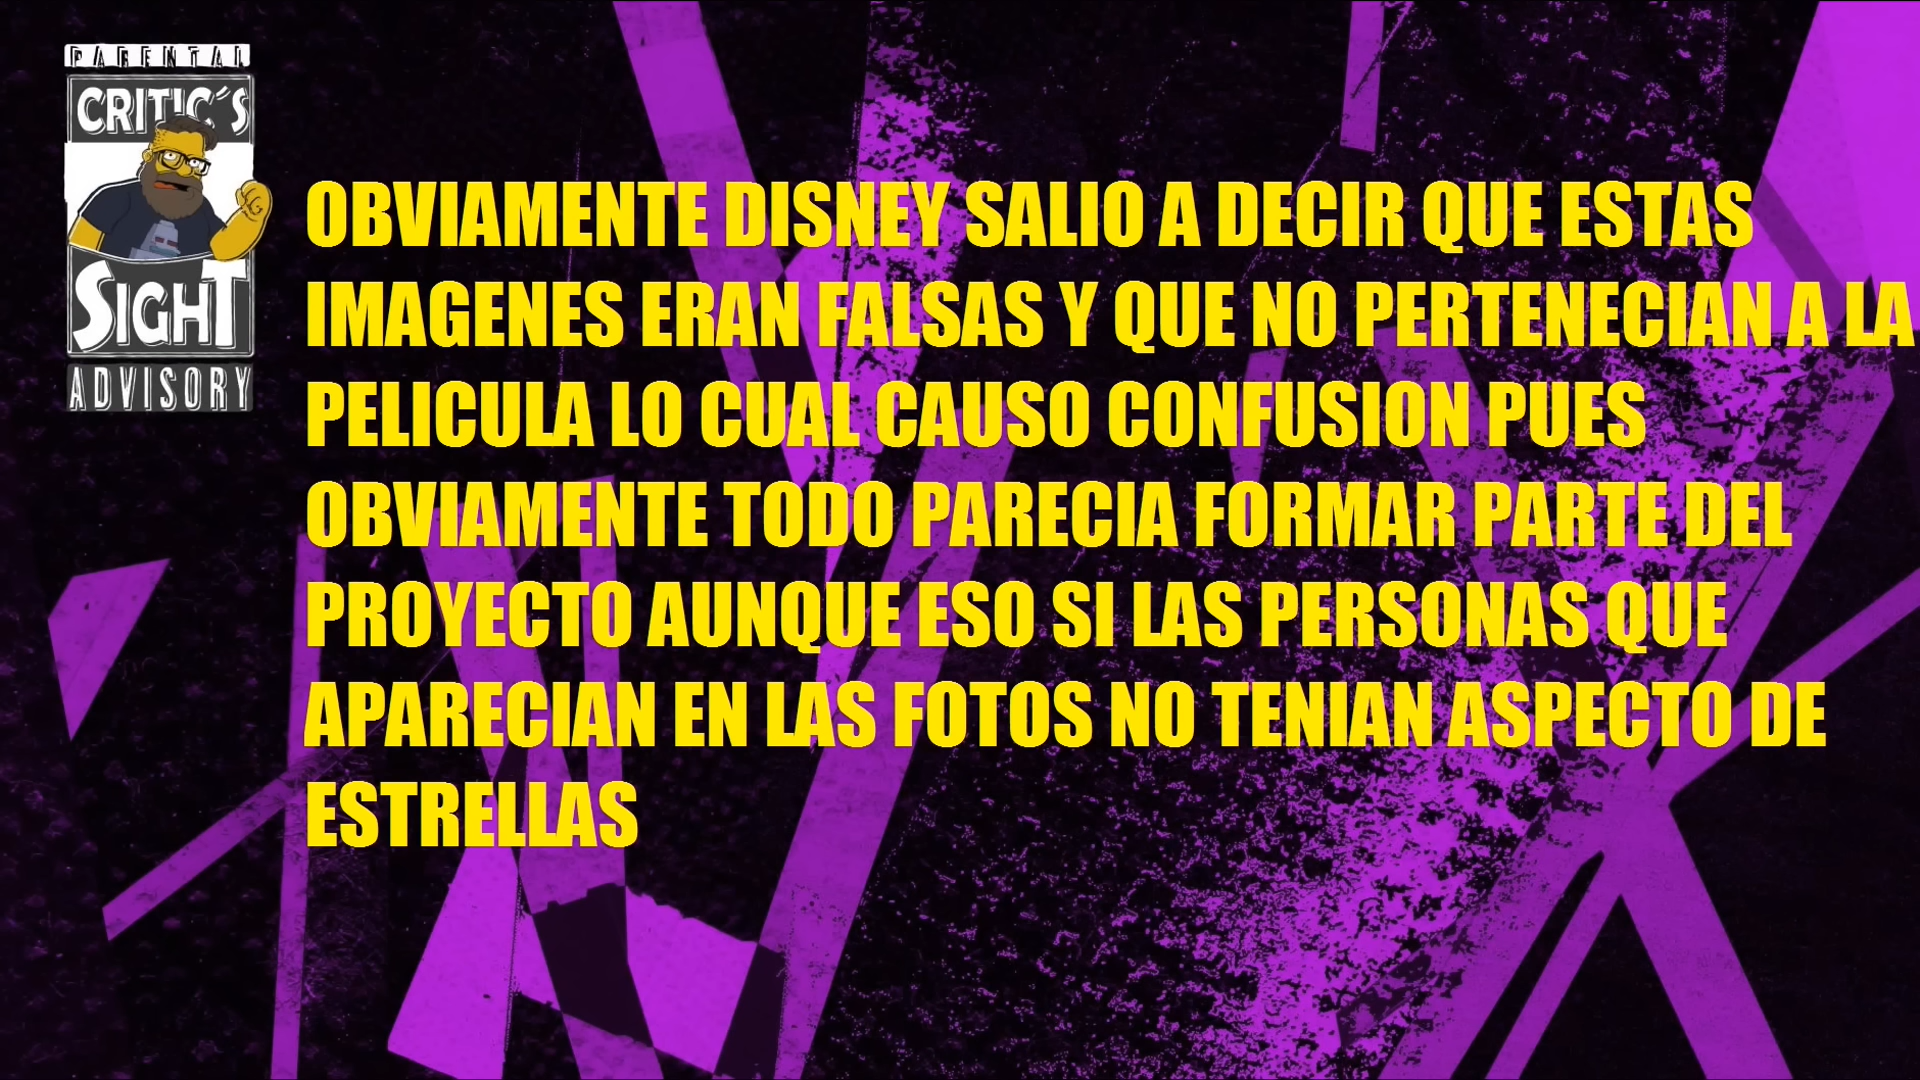 PARENTAL
CRITIC´S
SIGHT
ADVISORY
OBVIAMENTE DISNEY SALIO A DECIR QUE ESTAS
IMAGENES ERAN FALSAS Y QUE NO PERTENECIAN A LA
PELICULA LO CUAL CAUSO CONFUSION PUES
OBVIAMENTE TODO PARECIA FORMAR PARTE DEL
PROYECTO AUNQUE ESO SI LAS PERSONAS QUE
APARECIAN EN LAS FOTOS NO TENIAN ASPECTO DE
ESTRELLAS